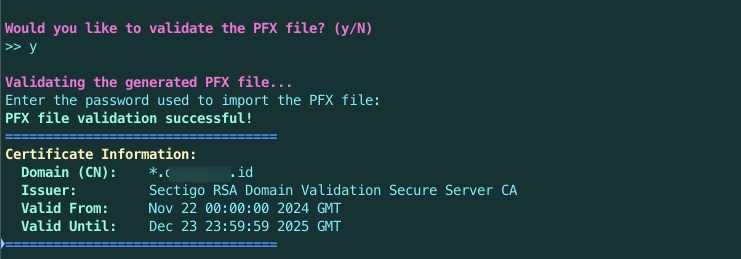 Would you like to validate the PFX file? (y/N)
>> y
Validating the generated PFX file...
Enter the password used to import the PFX file:
PFX file validation successful!
==================================
Certificate Information:
Domain (CN): *. .id
Issuer: Sectigo RSA Domain Validation Secure Server CA
Valid From: Nov 22 00:00:00 2024 GMT
Valid Until: Dec 23 23:59:59 2025 GMT
==================================